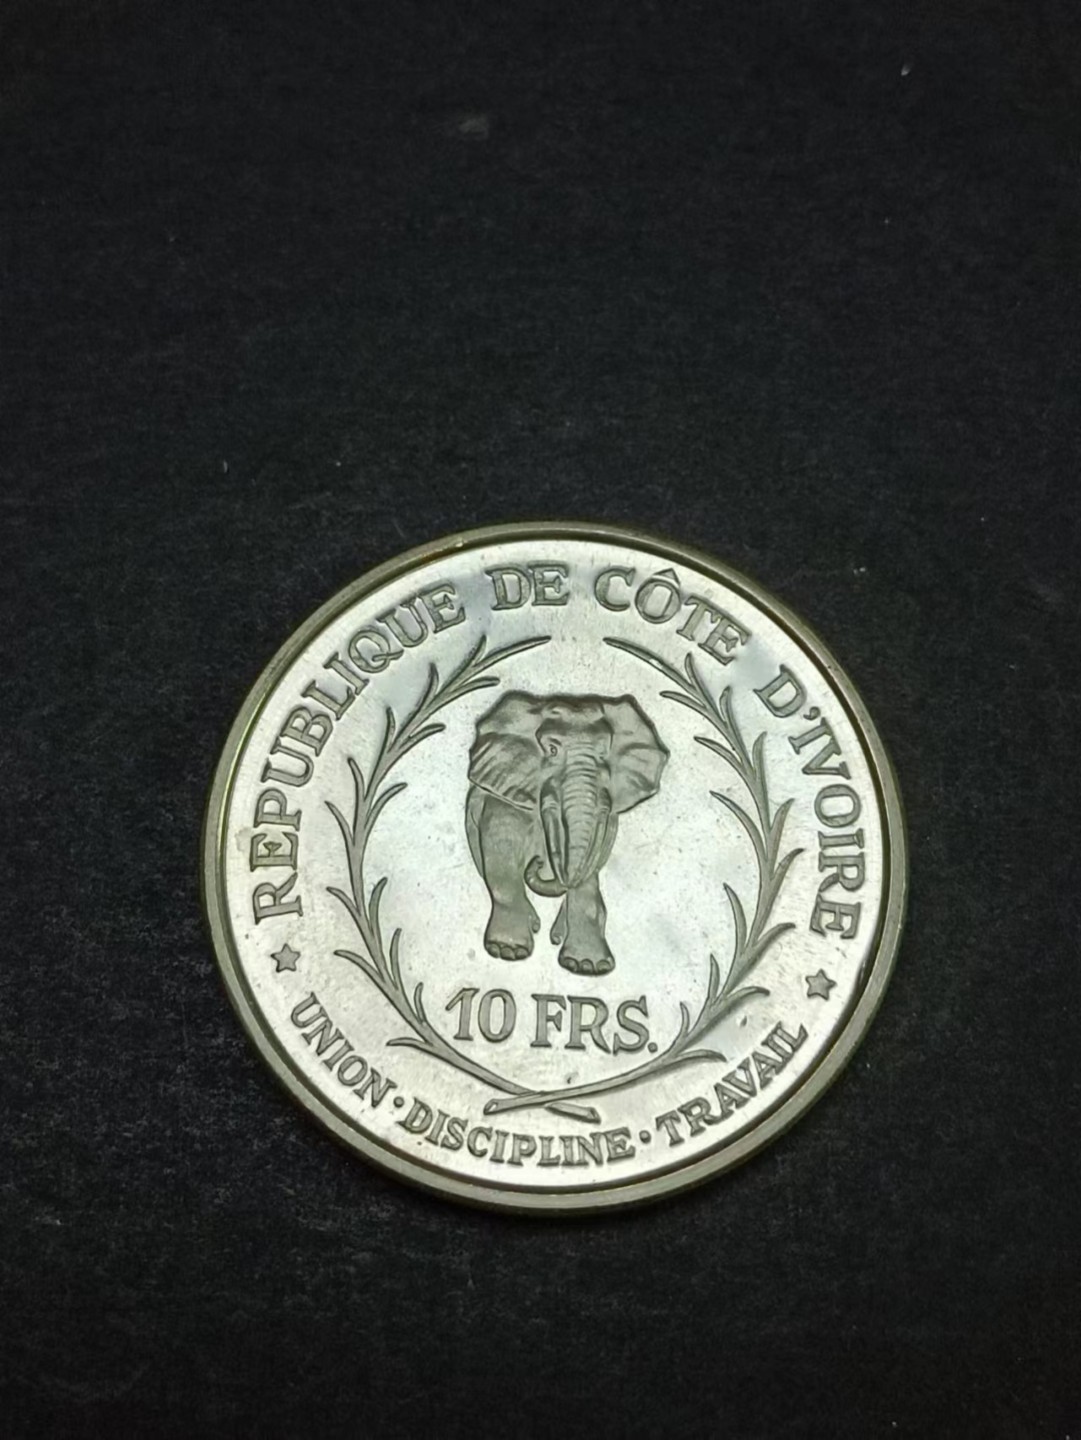 REPUBLIQUE DE CÔTE D'IVOIRE
10 FRS.
UNION · DISCIPLINE · TRAVAIL